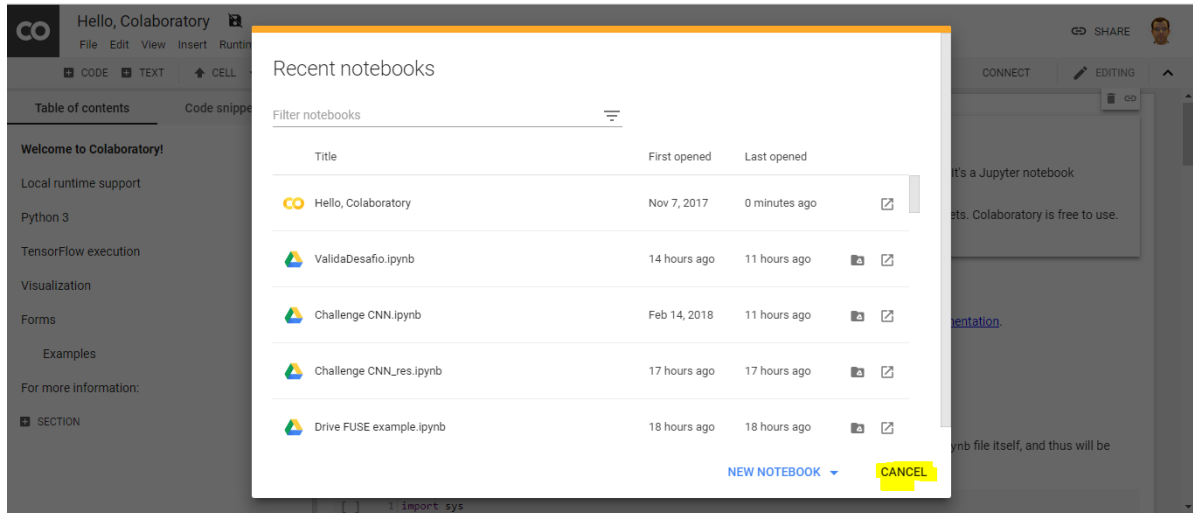 CO Hello, Colaboratory
File Edit View Insert Runtin
SHARE
CODE TEXT CELL
CONNECT EDITING
Table of contents Code snippe
Welcome to Colaboratory!
Local runtime support
Python 3
TensorFlow execution
Visualization
Forms
Examples
For more information:
SECTION
Recent notebooks
Filter notebooks
Title First opened Last opened
Hello, Colaboratory Nov 7, 2017 0 minutes ago
ValidaDesafio.ipynb 14 hours ago 11 hours ago
Challenge CNN.ipynb Feb 14, 2018 11 hours ago
Challenge CNN_res.ipynb 17 hours ago 17 hours ago
Drive FUSE example.ipynb 18 hours ago 18 hours ago
NEW NOTEBOOK CANCEL
It's a Jupyter notebook
ets. Colaboratory is free to use.
entation.
ynb file itself, and thus will be
1 import sys